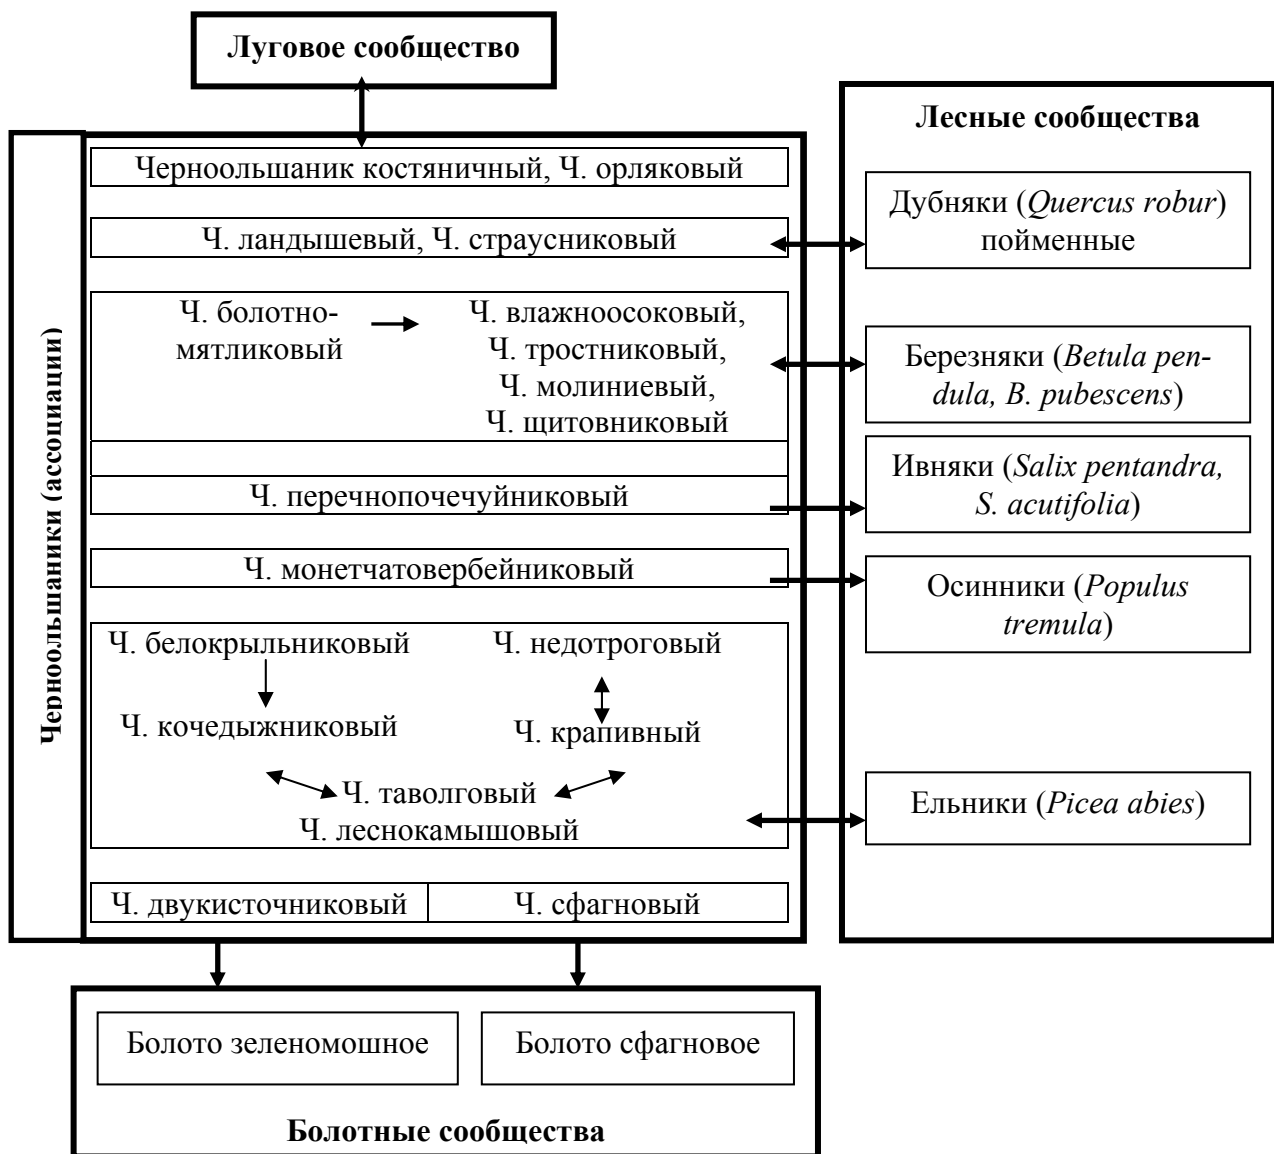 Луговое сообщество
Черноольшаники (ассоциации)
Черноольшаник костяничный, Ч. орляковый
Ч. ландышевый, Ч. страусниковый
Ч. болотно-
мятликовый
Ч. влажноосоковый,
Ч. тростниковый,
Ч. молиниевый,
Ч. щитовниковый
Ч. перечнопочечуйниковый
Ч. монетчатовербейниковый
Ч. белокрыльниковый
Ч. недотроговый
Ч. кочедыжниковый
Ч. крапивный
Ч. таволговый
Ч. леснокамышовый
Ч. двукисточниковый
Ч. сфагновый
Лесные сообщества
Дубняки (Quercus robur)
пойменные
Березняки (Betula pen-
dula, B. pubescens)
Ивняки (Salix pentandra,
S. acutifolia)
Осинники (Populus
tremula)
Ельники (Picea abies)
Болото зеленомошное
Болото сфагновое
Болотные сообщества